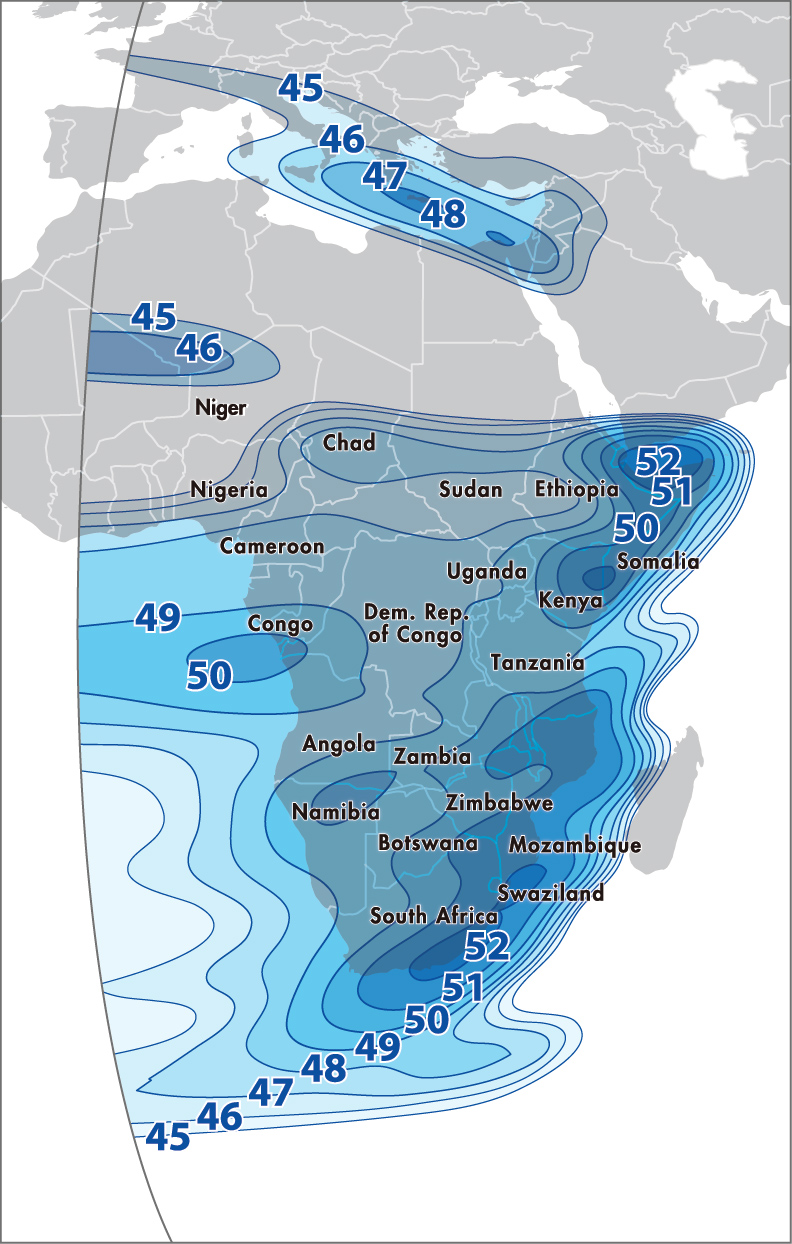 45
46
47
48
45
46
Niger
Chad
52
51
Nigeria
Sudan
Ethiopia
50
Cameroon
Somalia
Uganda
Kenya
49
Congo
Dem. Rep.
of Congo
Tanzania
50
Angola
Zambia
Namibia
Zimbabwe
Botswana
Mozambique
Swaziland
South Africa
52
51
50
49
48
47
46
45